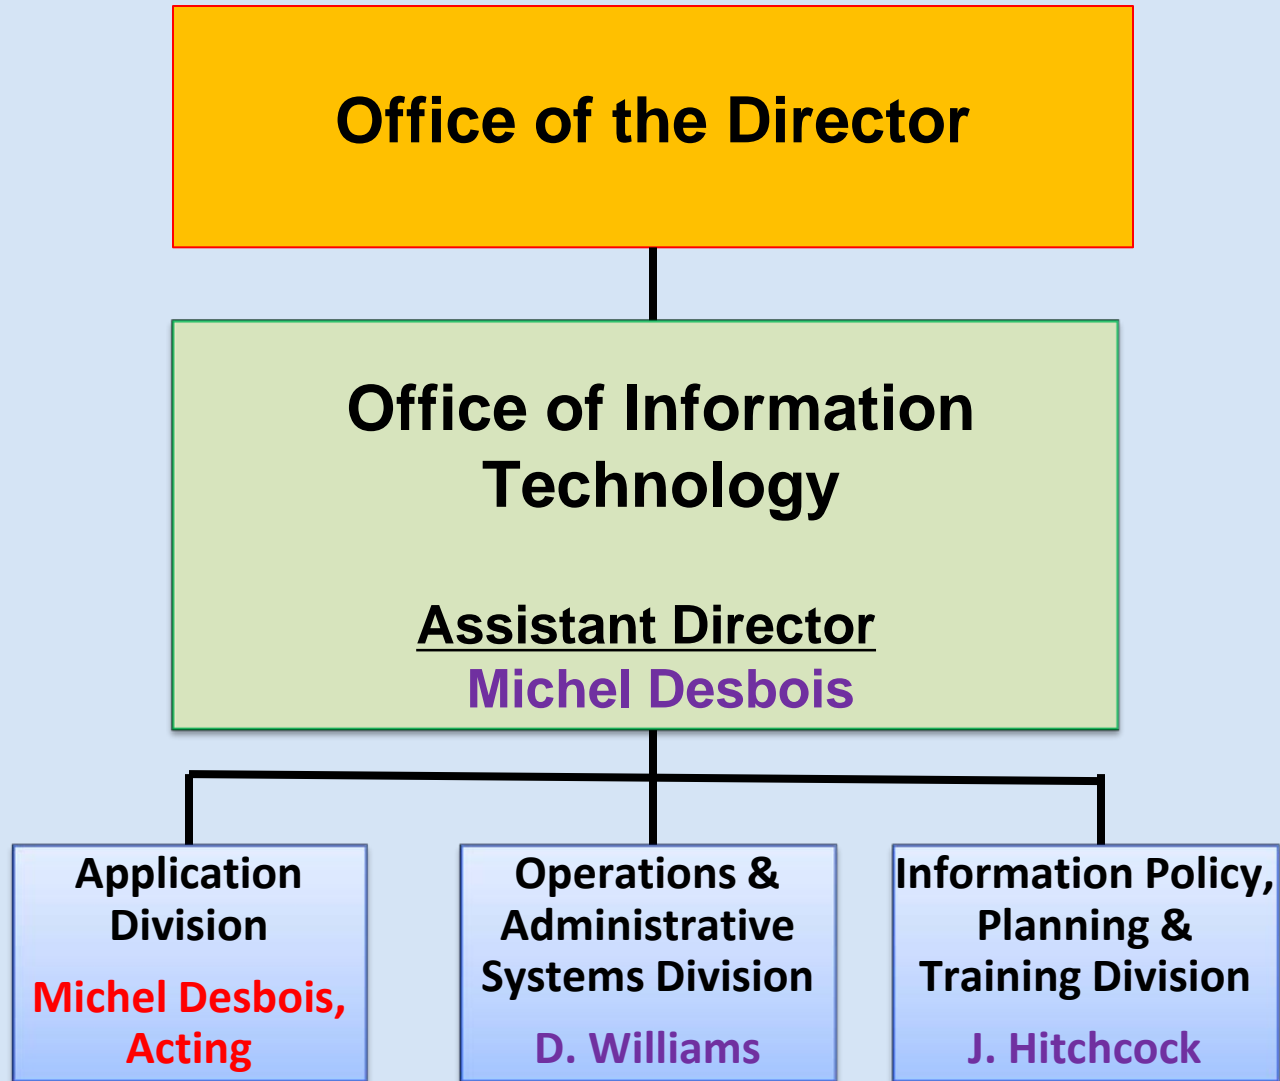 Office of the Director
Office of Information
Technology
Assistant Director
Michel Desbois
Application
Division
Michel Desbois,
Acting
Operations &
Administrative
Systems Division
D. Williams
Information Policy,
Planning &
Training Division
J. Hitchcock